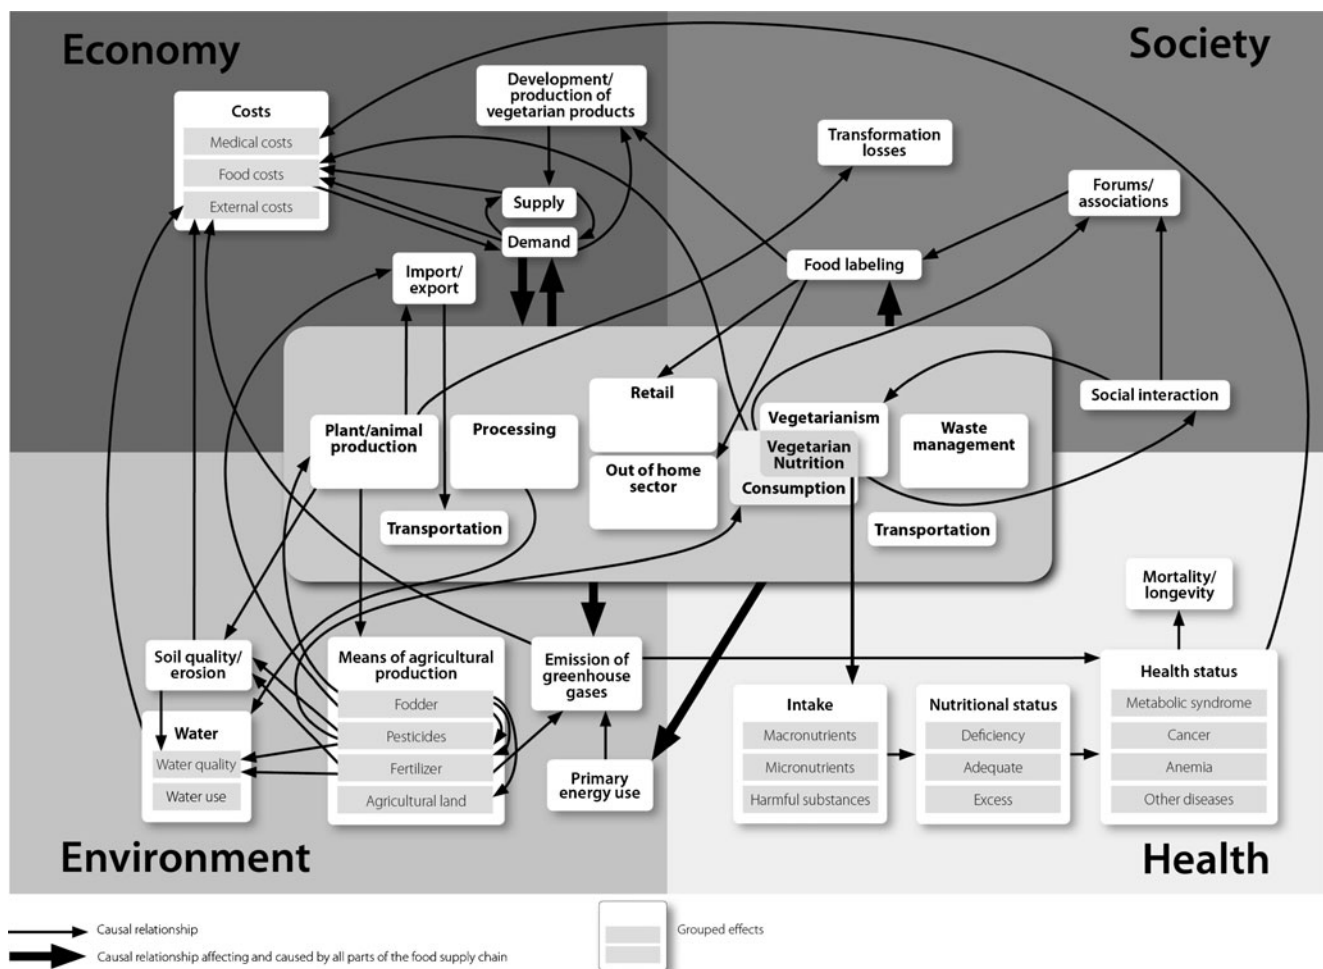 Economy
Society
Costs
Medical costs
Food costs
External costs
Development/
production of
vegetarian products
Supply
Demand
Import/
export
Transformation
losses
Forums/
associations
Food labeling
Social interaction
Plant/animal
production
Processing
Transportation
Retail
Out of home
sector
Vegetarianism
Vegetarian
Nutrition
Consumption
Waste
management
Transportation
Soil quality/
erosion
Water
Water quality
Water use
Means of agricultural
production
Fodder
Pesticides
Fertilizer
Agricultural land
Emission of
greenhouse
gases
Primary
energy use
Intake
Macronutrients
Micronutrients
Harmful substances
Nutritional status
Deficiency
Adequate
Excess
Mortality/
longevity
Health status
Metabolic syndrome
Cancer
Anemia
Other diseases
Environment
Health
Causal relationship
Causal relationship affecting and caused by all parts of the food supply chain
Grouped effects